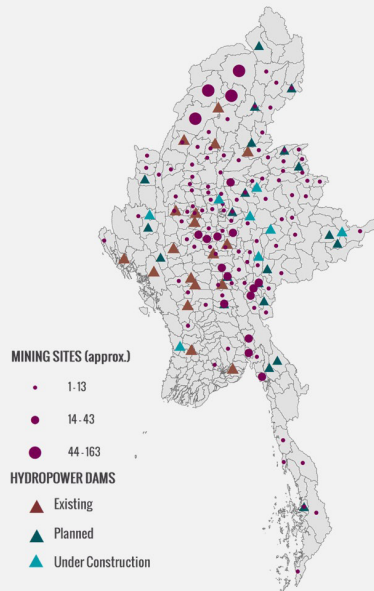 MINING SITES (approx.)
1 - 13
14 - 43
44 - 163
HYDROPOWER DAMS
Existing
Planned
Under Construction